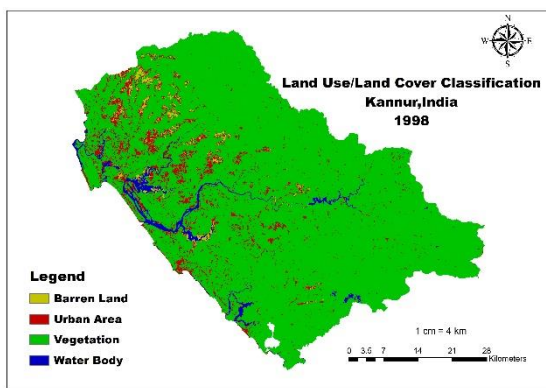 N
W E
S
Land Use/Land Cover Classification
Kannur,India
1998
Legend
Barren Land
Urban Area
Vegetation
Water Body
1 cm = 4 km
0 3.5 7 14 21 28
Kilometers